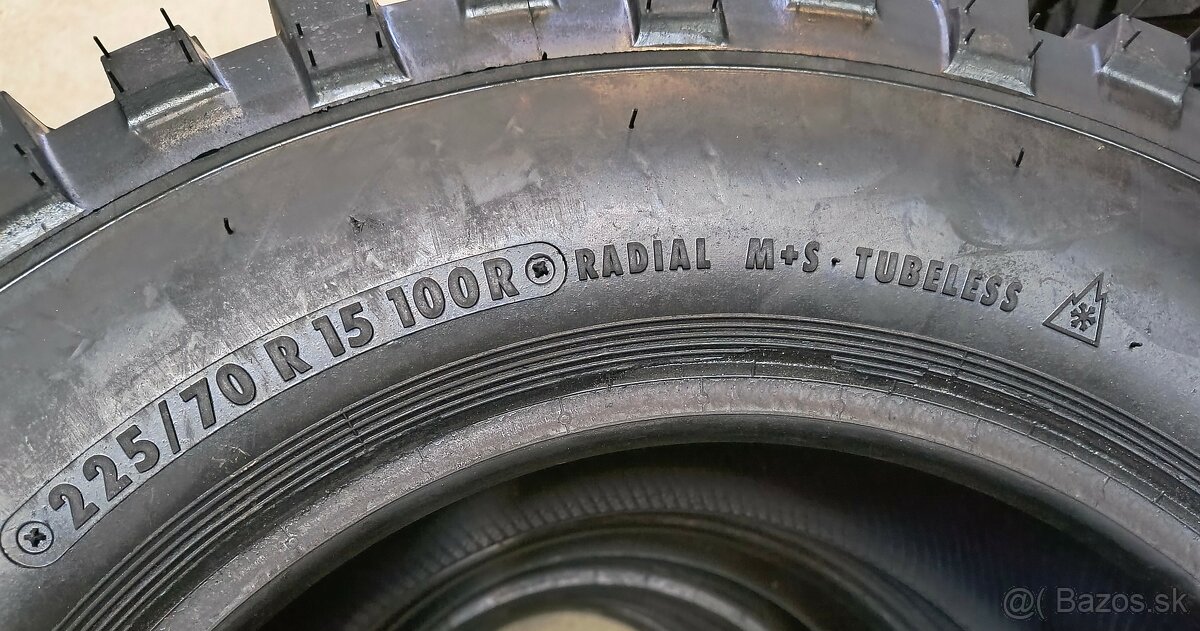 225/70 R 15 100R RADIAL M+S TUBELESS
@( Bazos.sk